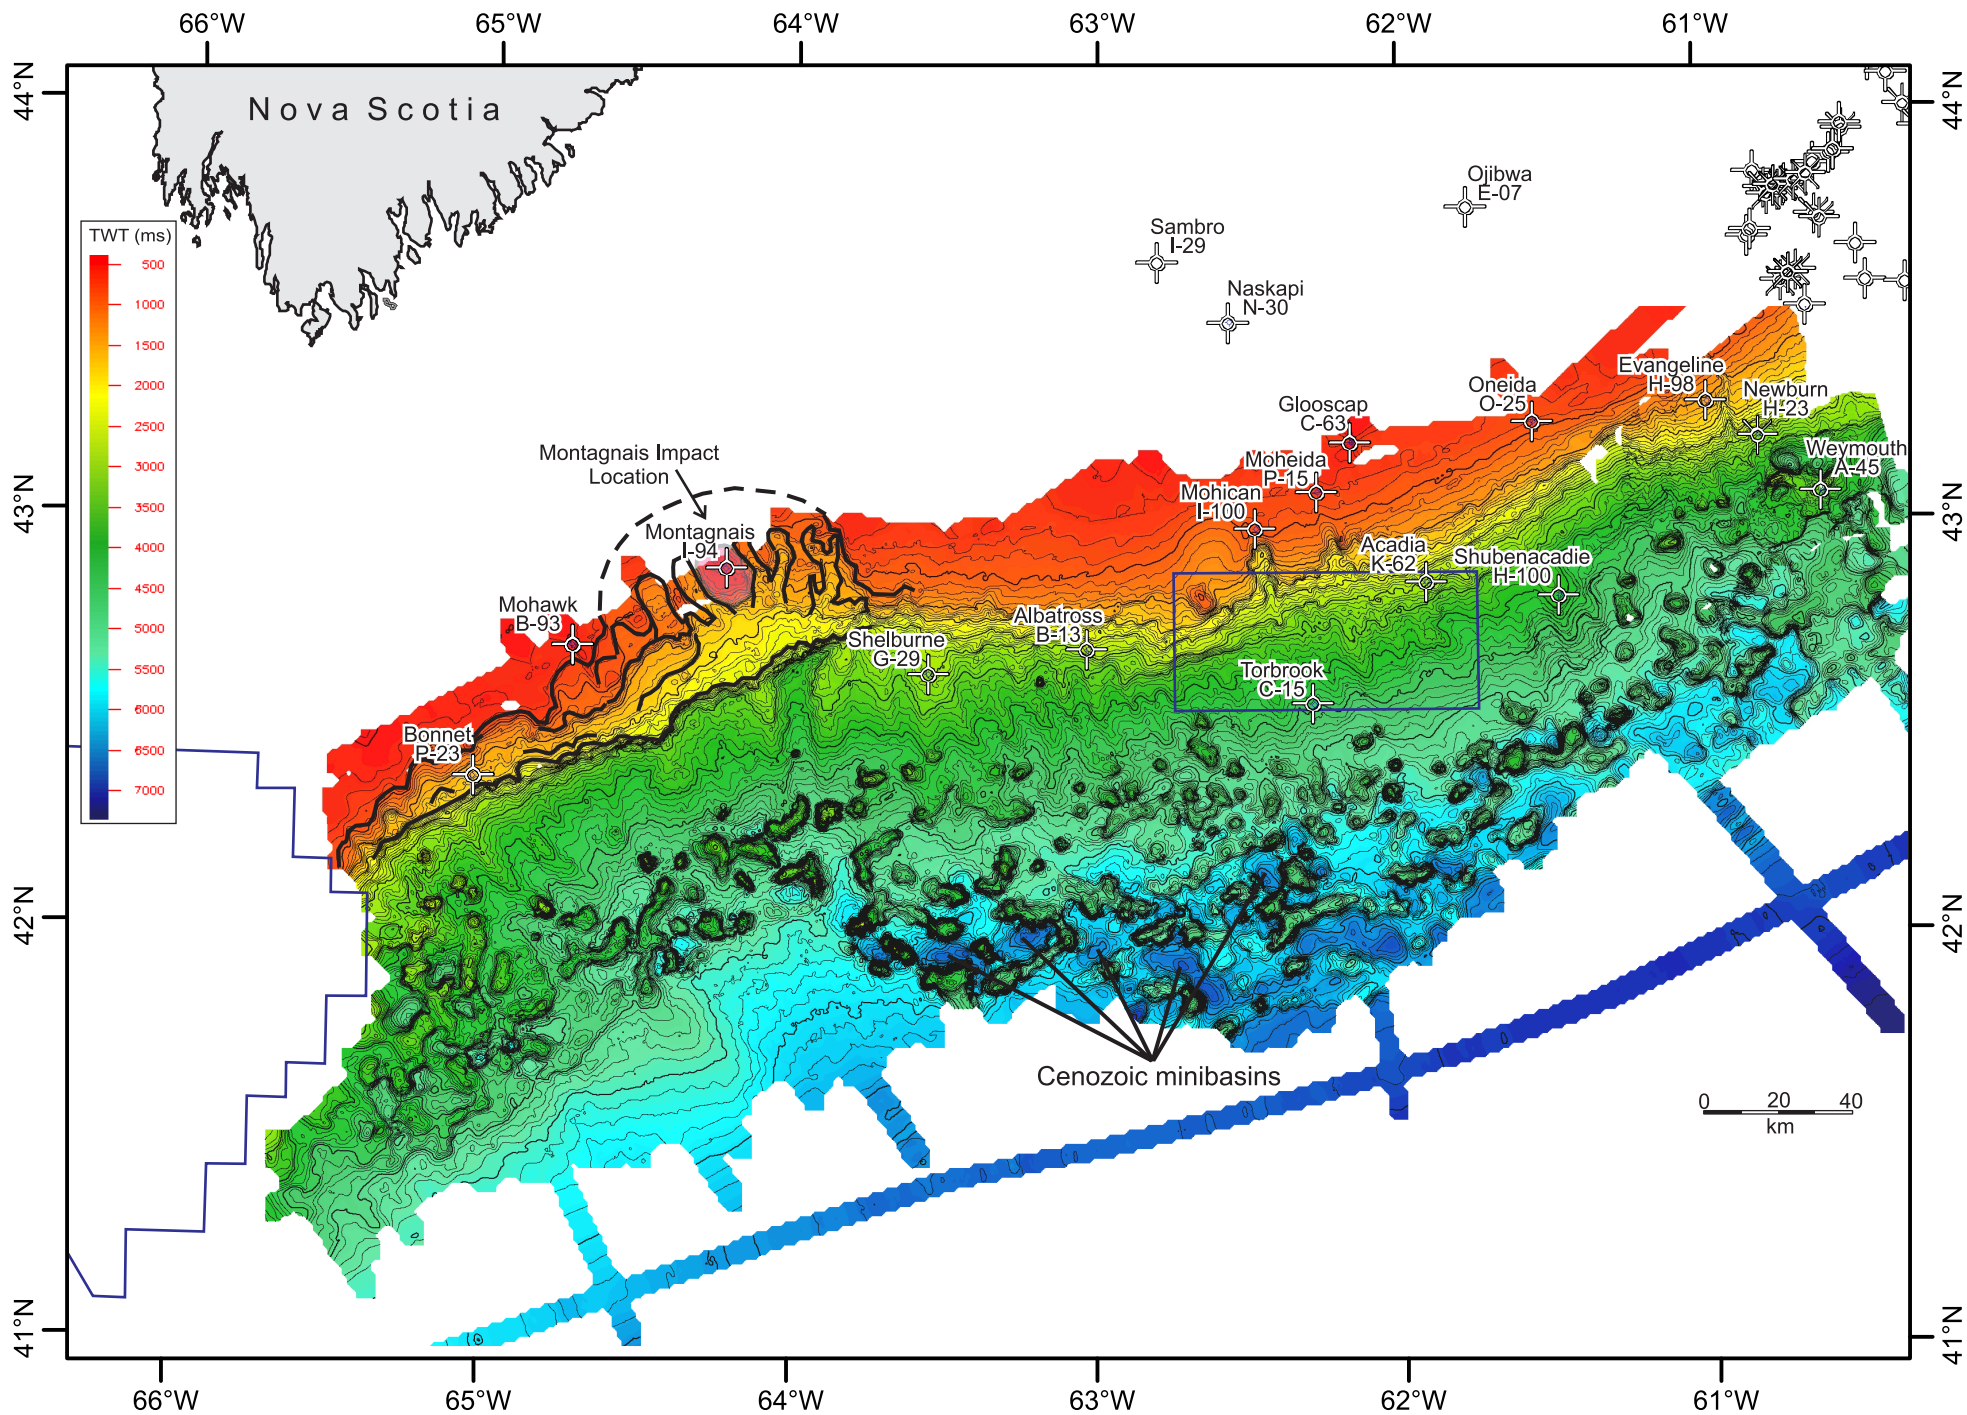 66°W 65°W 64°W 63°W 62°W 61°W
44°N
44°N
Nova Scotia
Ojibwa
E-07
Sambro
I-29
TWT (ms)
500
1000
1500
2000
2500
3000
3500
4000
4500
5000
5500
6000
6500
7000
Naskapi
N-30
Evangeline
H-98
Oneida
O-25
Newburn
H-23
Glooscap
C-63
Weymouth
A-45
Montagnais Impact
Location
Moheida
P-15
Mohican
I-100
43°N
43°N
Montagnais
I-94
Acadia
K-62
Shubenacadie
H-100
Mohawk
B-93
Albatross
B-13
Shelburne
G-29
Torbrook
C-15
Bonnet
P-23
42°N
42°N
Cenozoic minibasins
0 20 40
km
41°N
41°N
66°W 65°W 64°W 63°W 62°W 61°W